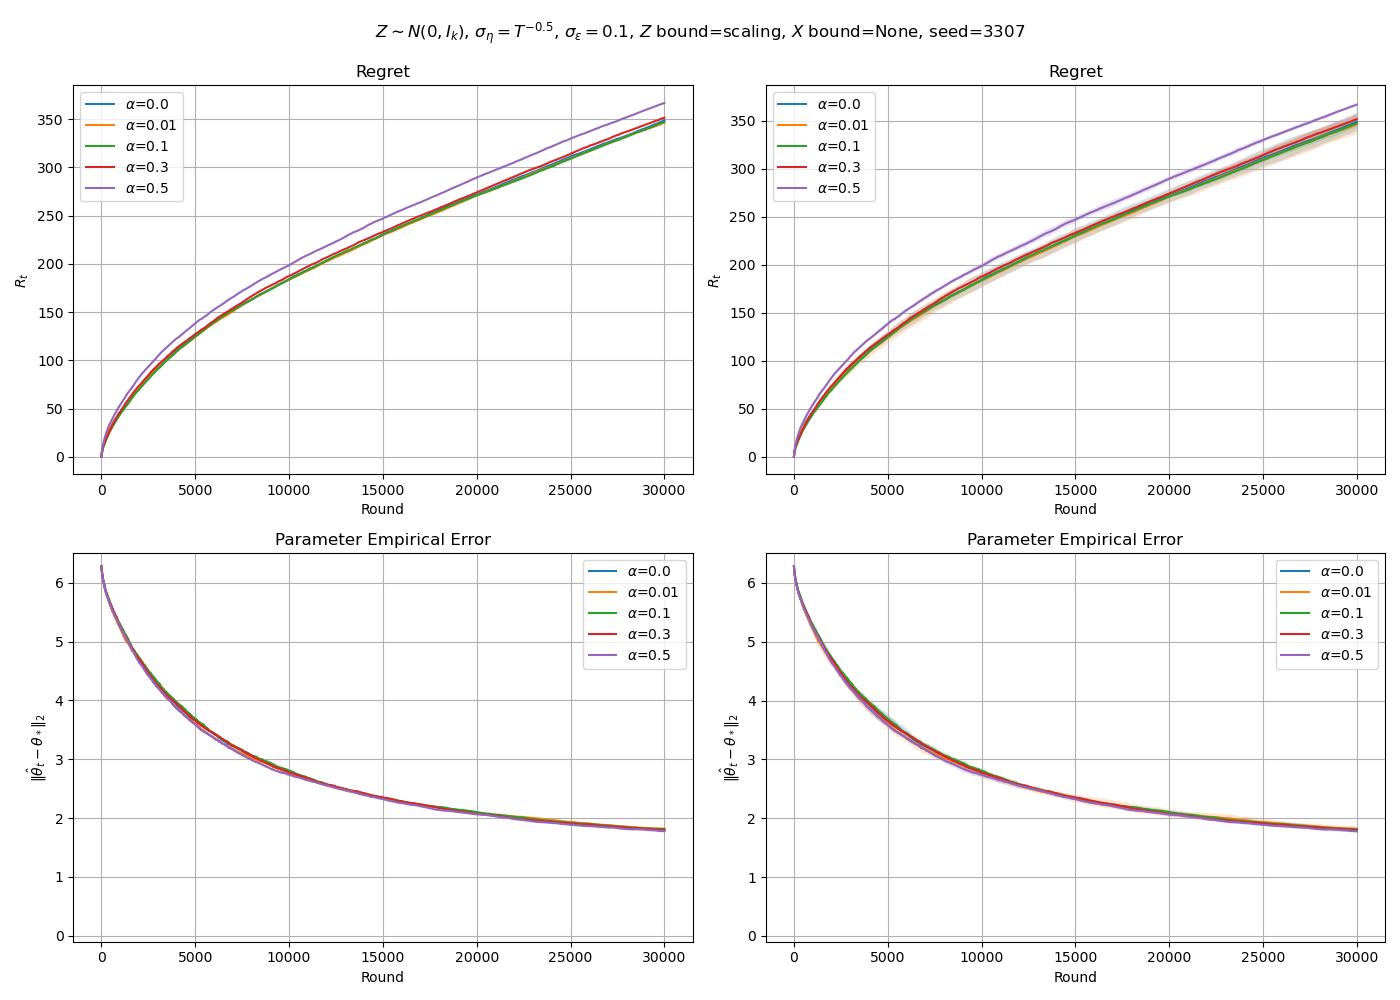 Z ∼ N(0, I_k), σ_η = T^{−0.5}, σ_ε = 0.1, Z bound=scaling, X bound=None, seed=3307
Regret
R_t
350
300
250
200
150
100
50
0
α=0.0
α=0.01
α=0.1
α=0.3
α=0.5
0 5000 10000 15000 20000 25000 30000
Round
Regret
R_t
350
300
250
200
150
100
50
0
α=0.0
α=0.01
α=0.1
α=0.3
α=0.5
0 5000 10000 15000 20000 25000 30000
Round
Parameter Empirical Error
‖θ̂_t − θ_*‖_2
6
5
4
3
2
1
0
α=0.0
α=0.01
α=0.1
α=0.3
α=0.5
0 5000 10000 15000 20000 25000 30000
Round
Parameter Empirical Error
‖θ̂_t − θ_*‖_2
6
5
4
3
2
1
0
α=0.0
α=0.01
α=0.1
α=0.3
α=0.5
0 5000 10000 15000 20000 25000 30000
Round